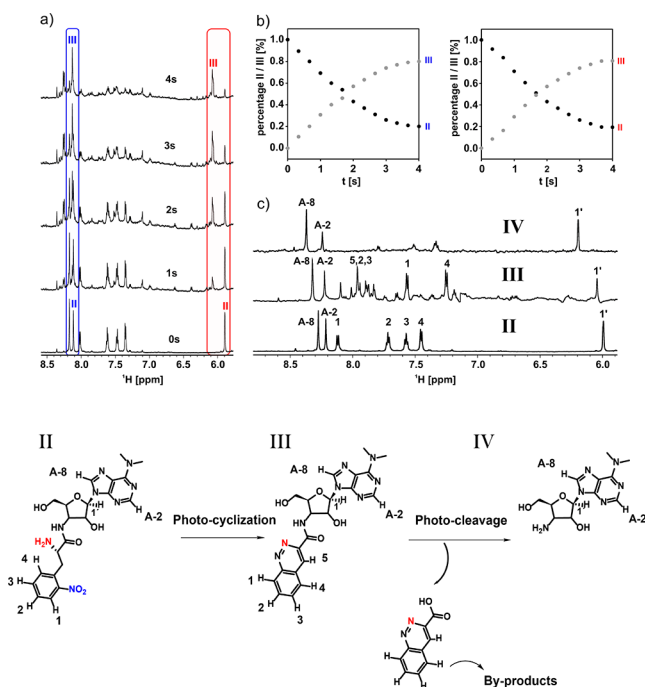 a)
III
III
4s
3s
2s
1s
0s
II
II
8.5 8.0 7.5 7.0 6.5 6.0
¹H [ppm]
b)
percentage II / III [%]
1.0
0.8
0.6
0.4
0.2
0.0
0 1 2 3 4
t [s]
III
II
percentage II / III [%]
1.0
0.8
0.6
0.4
0.2
0.0
0 1 2 3 4
t [s]
III
II
c)
A-8
A-2
1'
IV
A-8
A-2
5,2,3
1
4
1'
III
A-8
A-2
1
2
3
4
1'
II
8.5 8.0 7.5 7.0 6.5 6.0
¹H [ppm]
II
A-8
N
N
N
N
N
A-2
HO
O
1'
H
OH
HN
O
H₂N
NO₂
H
H
H
H
4
3
2
1
Photo-cyclization
III
A-8
N
N
N
N
N
A-2
HO
O
1'
H
OH
HN
O
N
N
H
H
H
H
H
5
1
4
2
3
Photo-cleavage
HO
O
N
N
H
H
H
H
H
By-products
IV
A-8
N
N
N
N
N
A-2
HO
O
1'
H
OH
H₂N